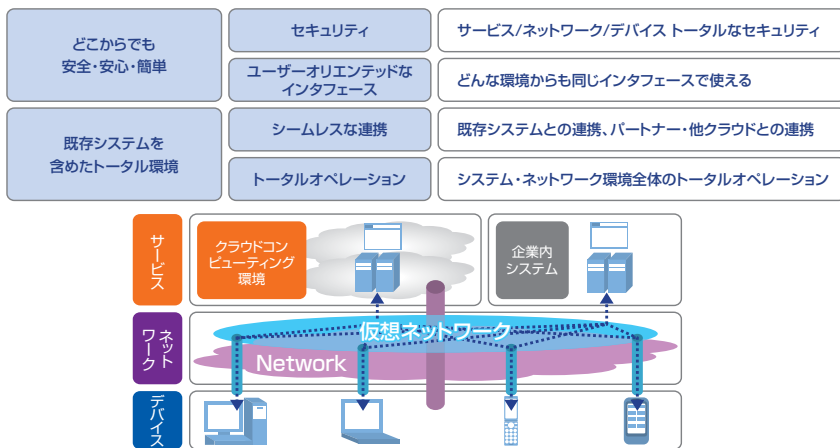 どこからでも
安全・安心・簡単
セキュリティ
サービス/ネットワーク/デバイス トータルなセキュリティ
ユーザーオリエンテッドな
インタフェース
どんな環境からも同じインタフェースで使える
既存システムを
含めたトータル環境
シームレスな連携
既存システムとの連携、パートナー・他クラウドとの連携
トータルオペレーション
システム・ネットワーク環境全体のトータルオペレーション
サービス
クラウドコン
ピューティング
環境
企業内
システム
ネット
ワーク
仮想ネットワーク
Network
デバイス